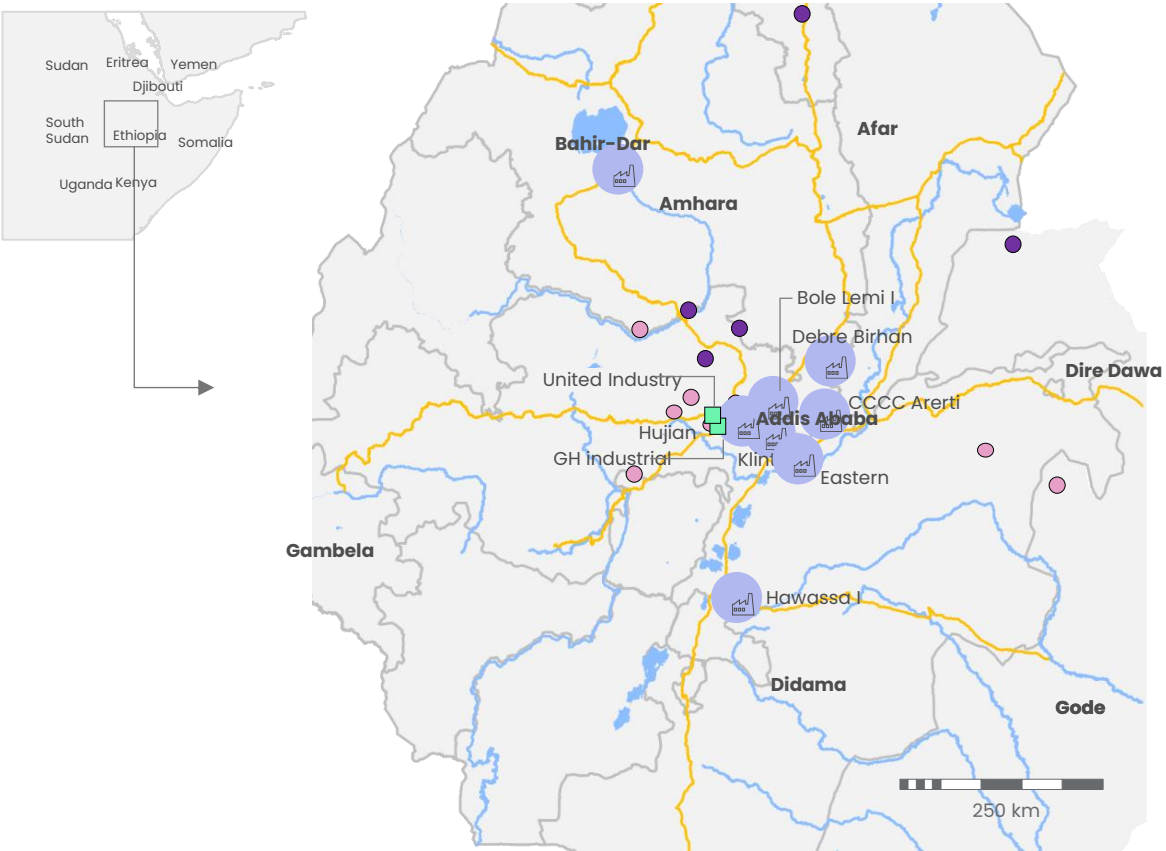 Sudan
Eritrea
Yemen
Djibouti
South
Sudan
Ethiopia
Somalia
Uganda
Kenya
Afar
Bahir-Dar
Amhara
Bole Lemi I
Debre Birhan
Dire Dawa
United Industry
CCCC Arerti
Addis Ababa
Hujian
GH industrial
Eastern
Gambela
Hawassa I
Didama
Gode
250 km